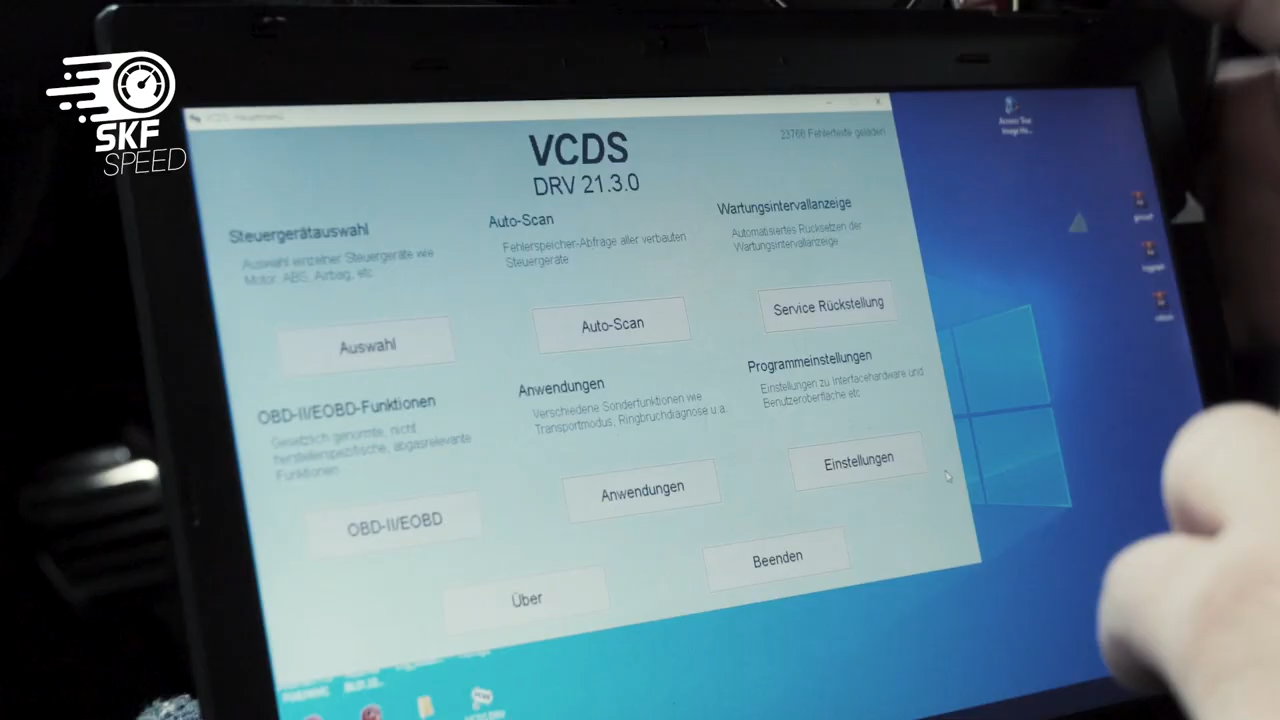 SKF
SPEED
VCDS
DRV 21.3.0
23766 Fehlertexte geladen
Steuergerätauswahl
Auswahl einzelner Steuergeräte wie
Motor, ABS, Airbag, etc
Auswahl
Auto-Scan
Fehlerspeicher-Abfrage aller verbauten
Steuergeräte
Auto-Scan
Wartungsintervallanzeige
Automatisiertes Rücksetzen der
Wartungsintervallanzeige
Service Rückstellung
OBD-II/EOBD-Funktionen
Gesetzlich genormte, nicht
herstellerspezifische, abgasrelevante
Funktionen
OBD-II/EOBD
Anwendungen
Verschiedene Sonderfunktionen wie
Transportmodus, Ringbruchdiagnose u.a.
Anwendungen
Programmeinstellungen
Einstellungen zu Interfacehardware und
Benutzeroberfläche etc
Einstellungen
Über
Beenden